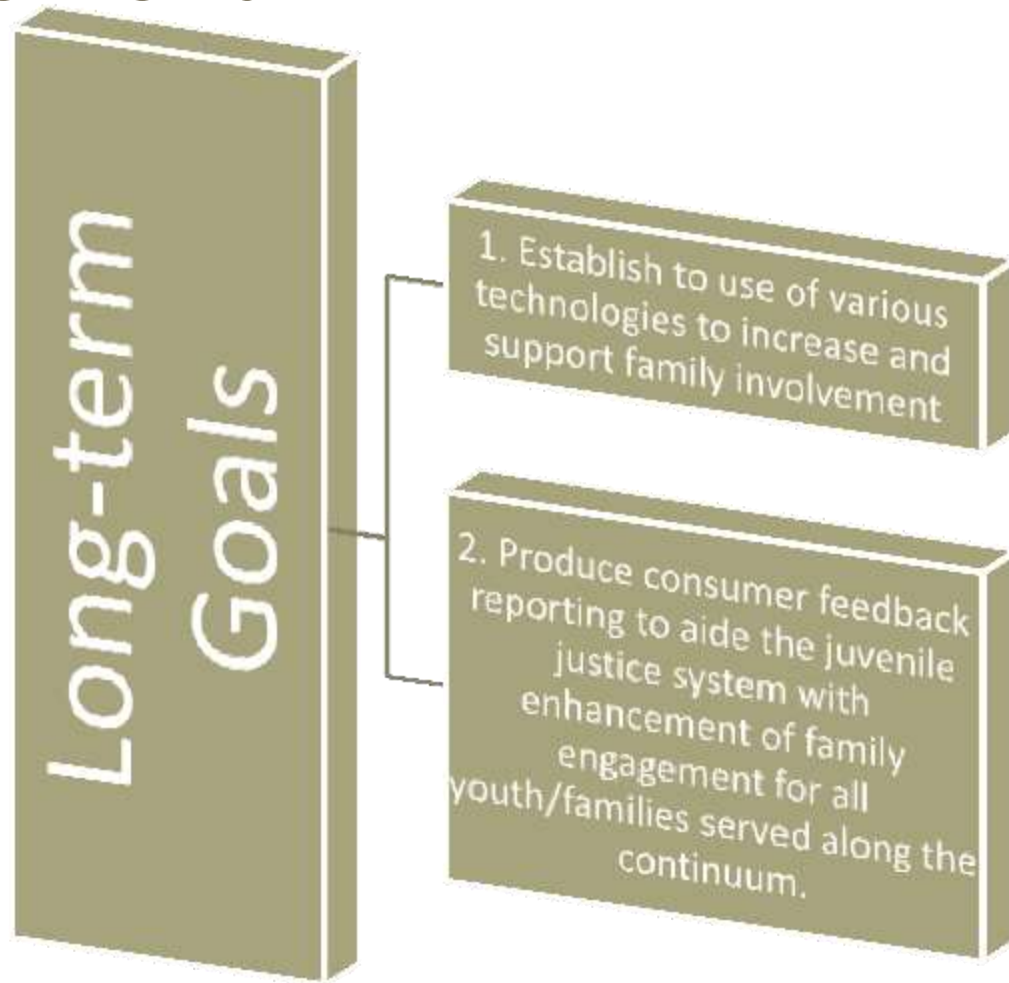 Long-term
Goals
1. Establish to use of various
technologies to increase and
support family involvement
2. Produce consumer feedback
reporting to aide the juvenile
justice system with
enhancement of family
engagement for all
youth/families served along the
continuum.